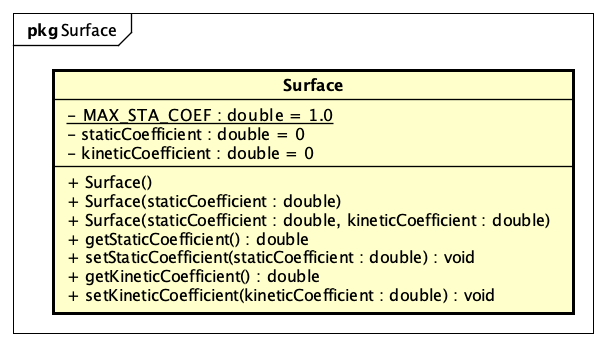 pkg Surface
Surface
- MAX_STA_COEF : double = 1.0
- staticCoefficient : double = 0
- kineticCoefficient : double = 0
+ Surface()
+ Surface(staticCoefficient : double)
+ Surface(staticCoefficient : double, kineticCoefficient : double)
+ getStaticCoefficient() : double
+ setStaticCoefficient(staticCoefficient : double) : void
+ getKineticCoefficient() : double
+ setKineticCoefficient(kineticCoefficient : double) : void